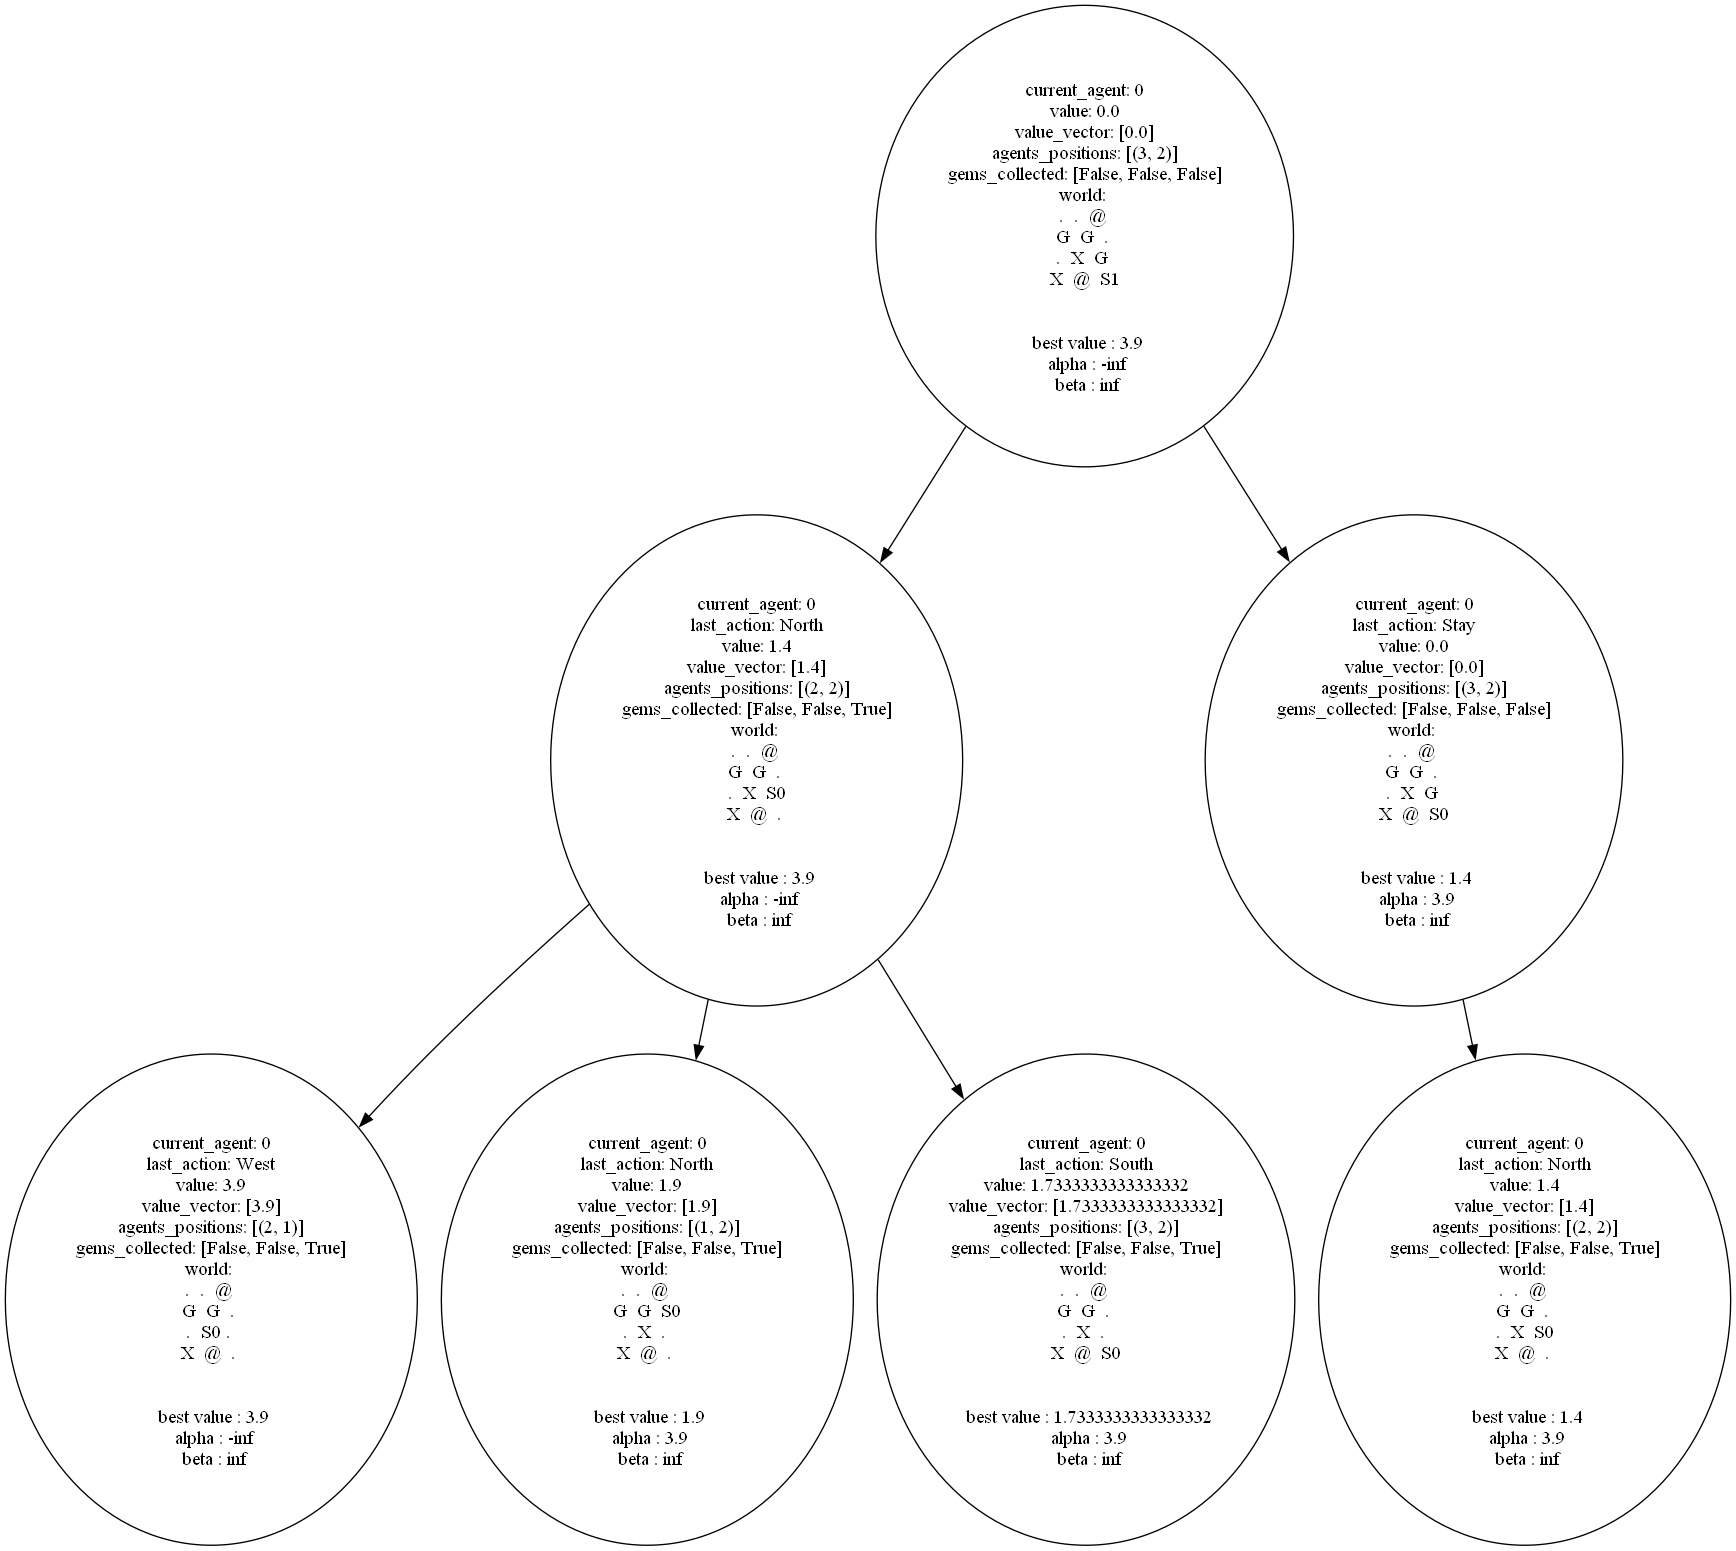 current_agent: 0
value: 0.0
value_vector: [0.0]
agents_positions: [(3, 2)]
gems_collected: [False, False, False]
world:
. . @
G G .
. X G
X @ S1
best value : 3.9
alpha : -inf
beta : inf
current_agent: 0
last_action: North
value: 1.4
value_vector: [1.4]
agents_positions: [(2, 2)]
gems_collected: [False, False, True]
world:
. . @
G G .
. X S0
X @ .
best value : 3.9
alpha : -inf
beta : inf
current_agent: 0
last_action: Stay
value: 0.0
value_vector: [0.0]
agents_positions: [(3, 2)]
gems_collected: [False, False, False]
world:
. . @
G G .
. X G
X @ S0
best value : 1.4
alpha : 3.9
beta : inf
current_agent: 0
last_action: West
value: 3.9
value_vector: [3.9]
agents_positions: [(2, 1)]
gems_collected: [False, False, True]
world:
. . @
G G .
. S0 .
X @ .
best value : 3.9
alpha : -inf
beta : inf
current_agent: 0
last_action: North
value: 1.9
value_vector: [1.9]
agents_positions: [(1, 2)]
gems_collected: [False, False, True]
world:
. . @
G G S0
. X .
X @ .
best value : 1.9
alpha : 3.9
beta : inf
current_agent: 0
last_action: South
value: 1.7333333333333332
value_vector: [1.7333333333333332]
agents_positions: [(3, 2)]
gems_collected: [False, False, True]
world:
. . @
G G .
. X .
X @ S0
best value : 1.7333333333333332
alpha : 3.9
beta : inf
current_agent: 0
last_action: North
value: 1.4
value_vector: [1.4]
agents_positions: [(2, 2)]
gems_collected: [False, False, True]
world:
. . @
G G .
. X S0
X @ .
best value : 1.4
alpha : 3.9
beta : inf